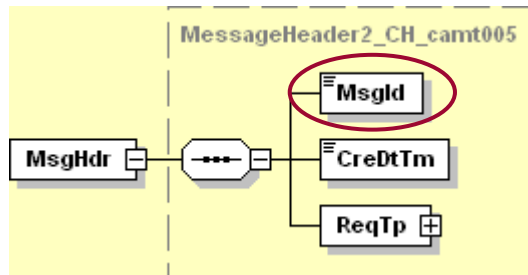 MessageHeader2_CH_camt005
MsgId
MsgHdr
CreDtTm
ReqTp